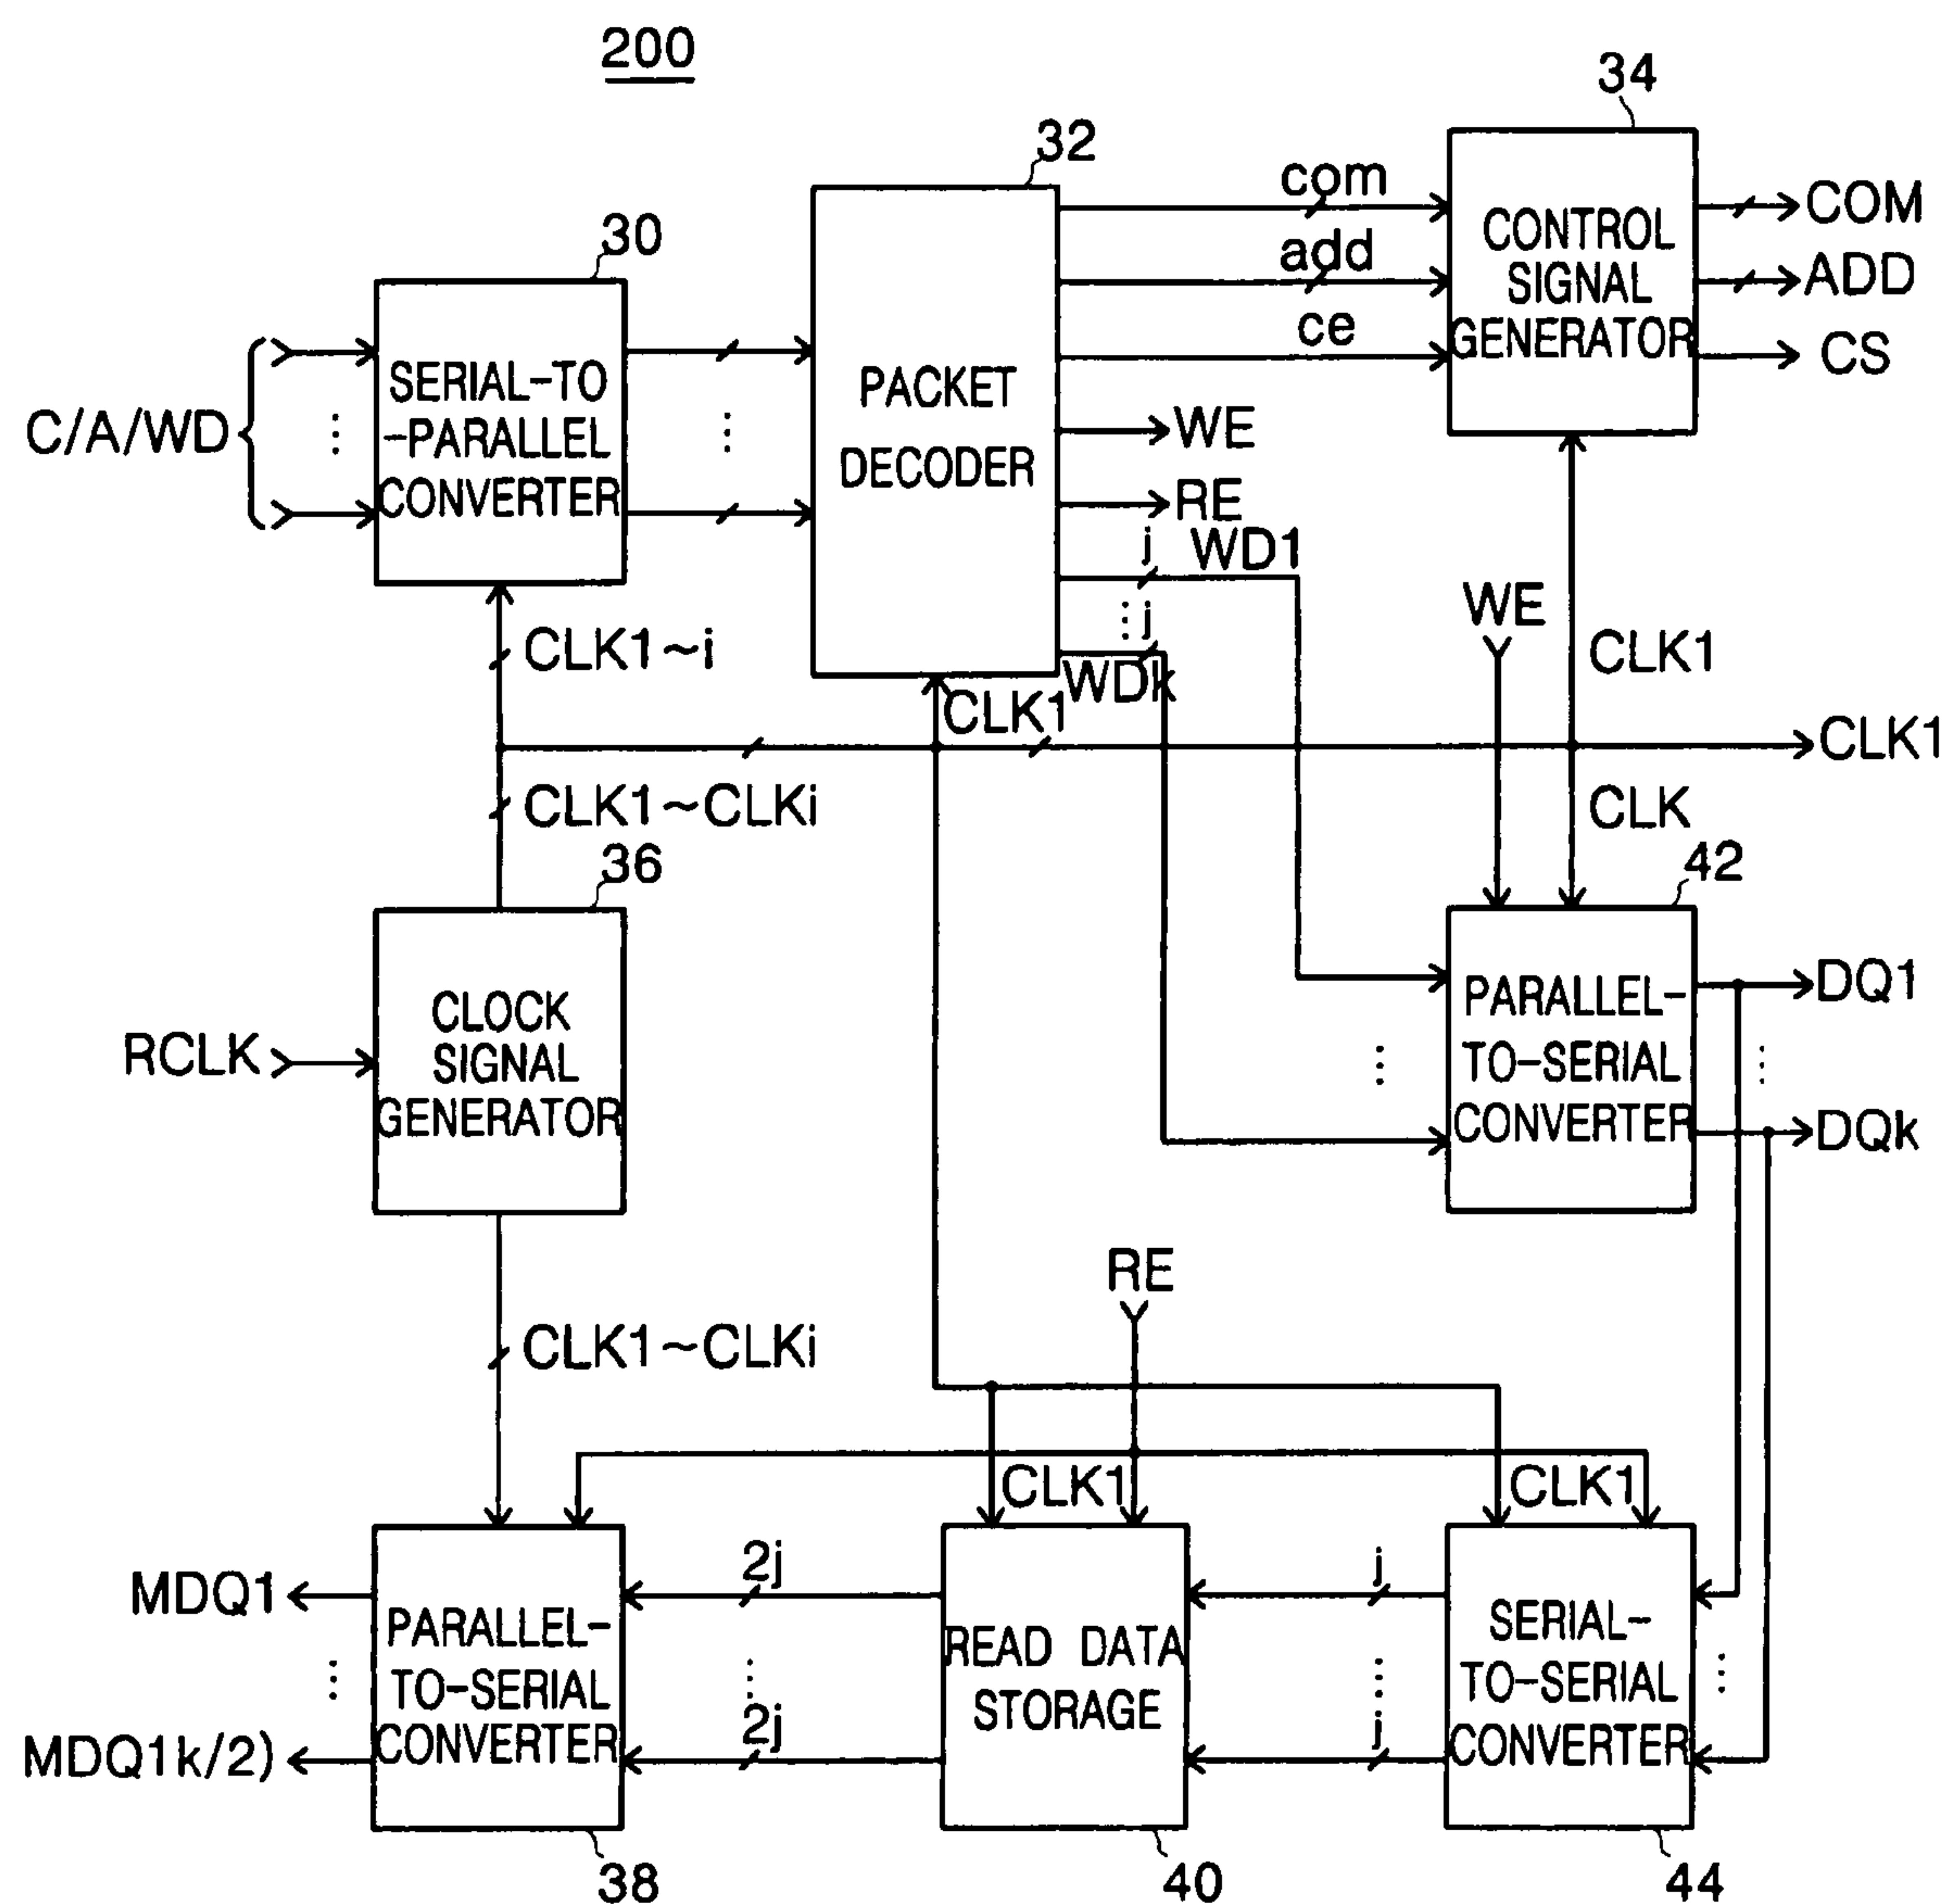 200
34
32
com
COM
30
CONTROL
SIGNAL
GENERATOR
add
ADD
ce
CS
C/A/WD
SERIAL-TO
-PARALLEL
CONVERTER
PACKET
DECODER
WE
RE
j
WD1
j
WDk
WE
CLK1~i
CLK1
CLK1
CLK1
CLK1~CLKi
CLK
36
42
CLOCK
SIGNAL
GENERATOR
RCLK
PARALLEL-
TO-SERIAL
CONVERTER
DQ1
DQk
RE
CLK1~CLKi
CLK1
CLK1
MDQ1
PARALLEL-
TO-SERIAL
CONVERTER
2j
2j
READ DATA
STORAGE
j
j
SERIAL-
TO-SERIAL
CONVERTER
MDQ1k/2)
38
40
44